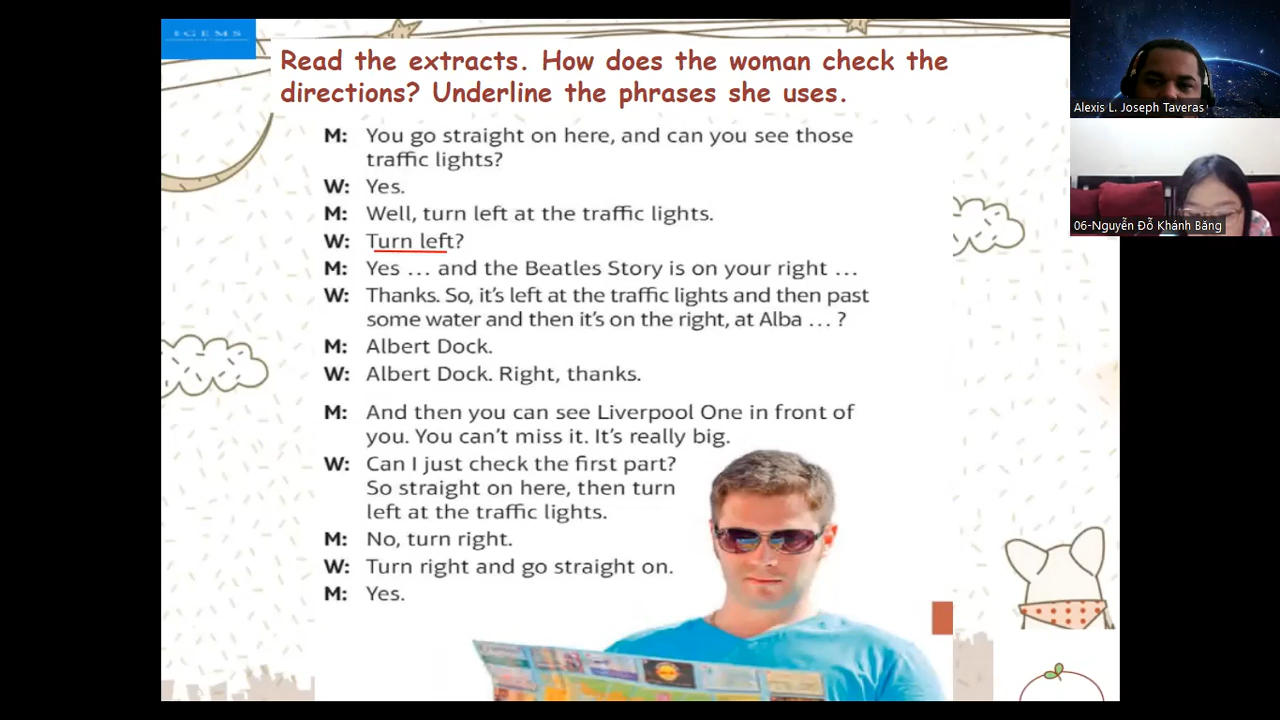 IGEMS
Read the extracts. How does the woman check the
directions? Underline the phrases she uses.
M: You go straight on here, and can you see those
traffic lights?
W: Yes.
M: Well, turn left at the traffic lights.
W: Turn left?
M: Yes … and the Beatles Story is on your right …
W: Thanks. So, it's left at the traffic lights and then past
some water and then it's on the right, at Alba … ?
M: Albert Dock.
W: Albert Dock. Right, thanks.
M: And then you can see Liverpool One in front of
you. You can't miss it. It's really big.
W: Can I just check the first part?
So straight on here, then turn
left at the traffic lights.
M: No, turn right.
W: Turn right and go straight on.
M: Yes.
Alexis L. Joseph Taveras
06-Nguyễn Đỗ Khánh Băng